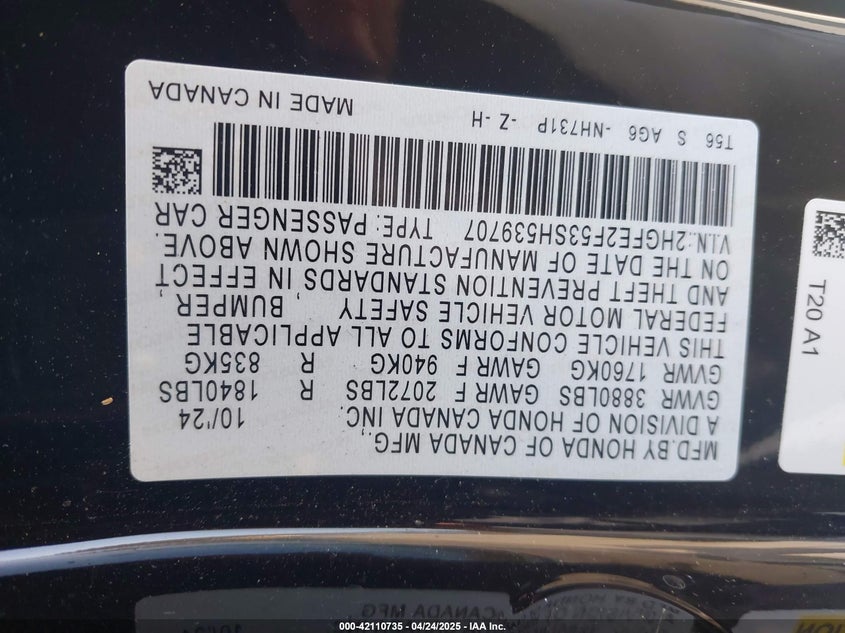 MFD.BY HONDA OF CANADA MFG.,
A DIVISION OF HONDA CANADA INC. 10/'24
GVWR 3880LBS GAWR F 2072LBS R 1840LBS
GVWR 1760KG GAWR F 940KG R 835KG
THIS VEHICLE CONFORMS TO ALL APPLICABLE
FEDERAL MOTOR VEHICLE SAFETY , BUMPER ,
AND THEFT PREVENTION STANDARDS IN EFFECT
ON THE DATE OF MANUFACTURE SHOWN ABOVE.
V.I.N.:2HGFE2F53SH539707 TYPE: PASSENGER CAR
T56 S AG6 -NH731P -Z -H
MADE IN CANADA
T20 A1
CANADA MFG
000-42110735 - 04/24/2025 - IAA Inc.